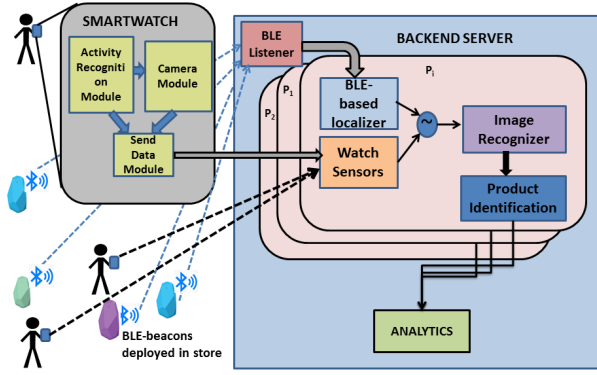 SMARTWATCH
Activity
Recogniti
on
Module
Camera
Module
Send
Data
Module
BLE
Listener
BACKEND SERVER
Pi
P1
P2
BLE-
based
localizer
~
Image
Recognizer
Watch
Sensors
Product
Identification
BLE-beacons
deployed in store
ANALYTICS